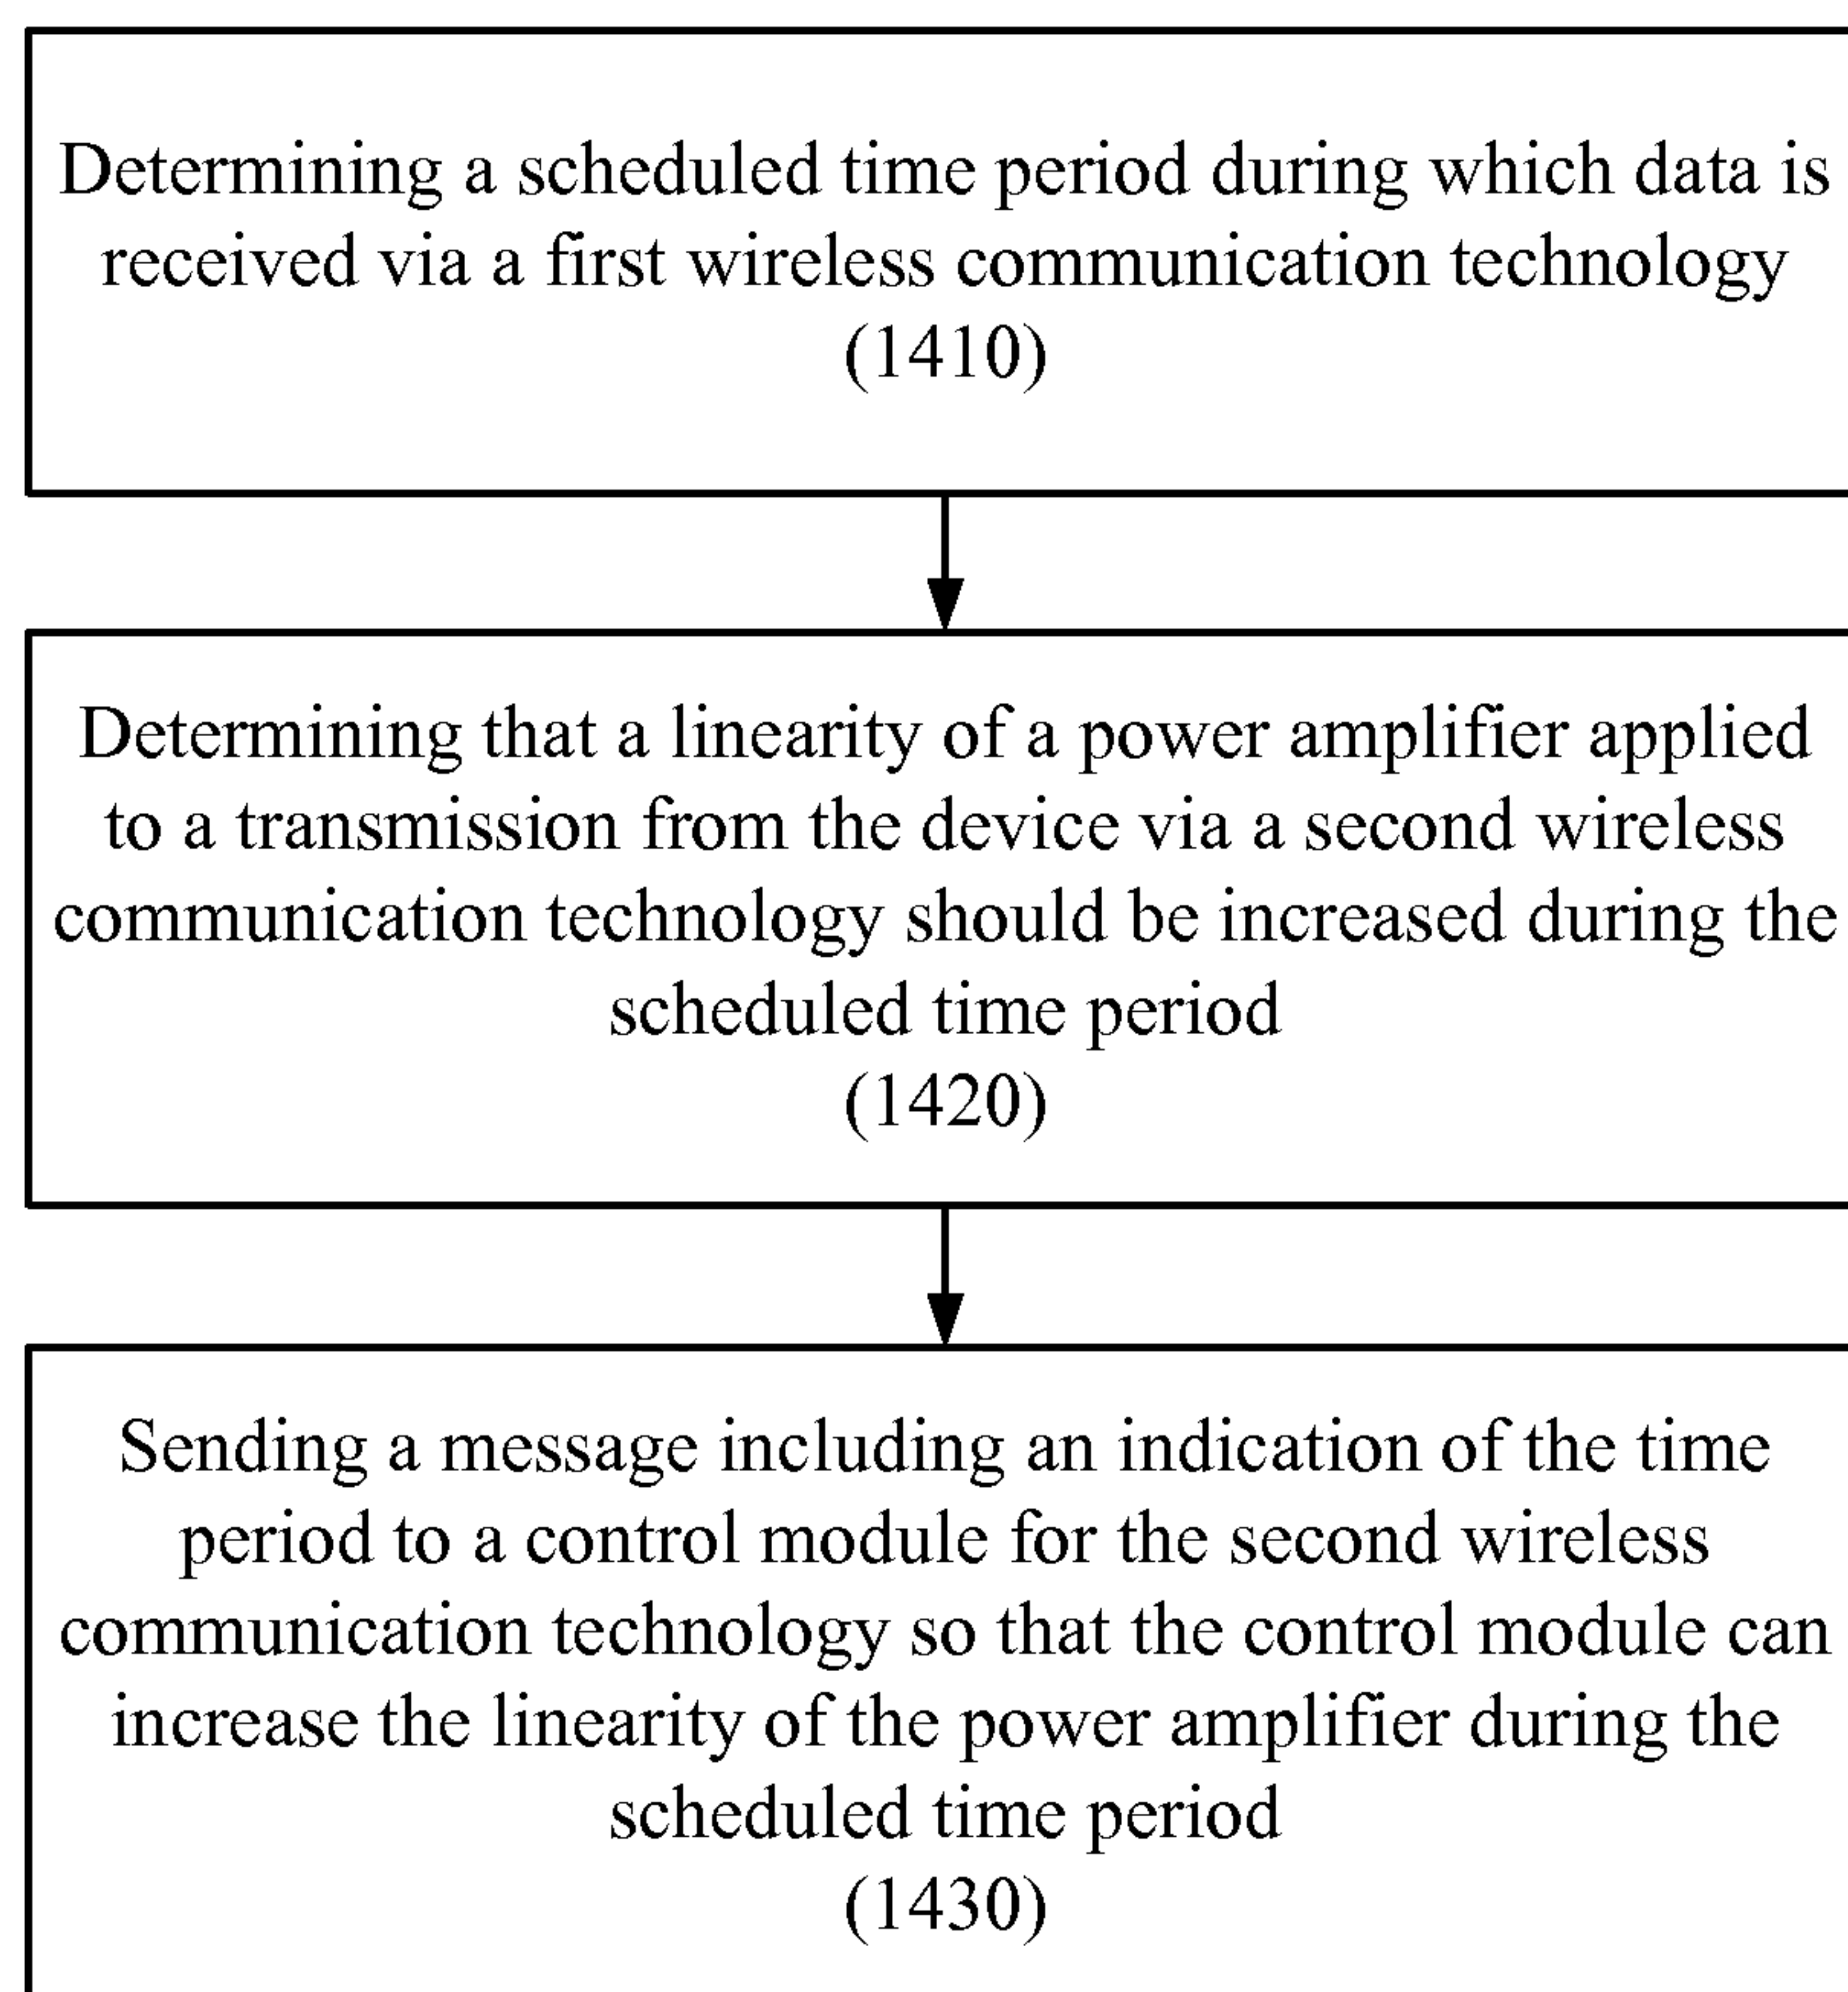 Determining a scheduled time period during which data is
received via a first wireless communication technology
(1410)
Determining that a linearity of a power amplifier applied
to a transmission from the device via a second wireless
communication technology should be increased during the
scheduled time period
(1420)
Sending a message including an indication of the time
period to a control module for the second wireless
communication technology so that the control module can
increase the linearity of the power amplifier during the
scheduled time period
(1430)